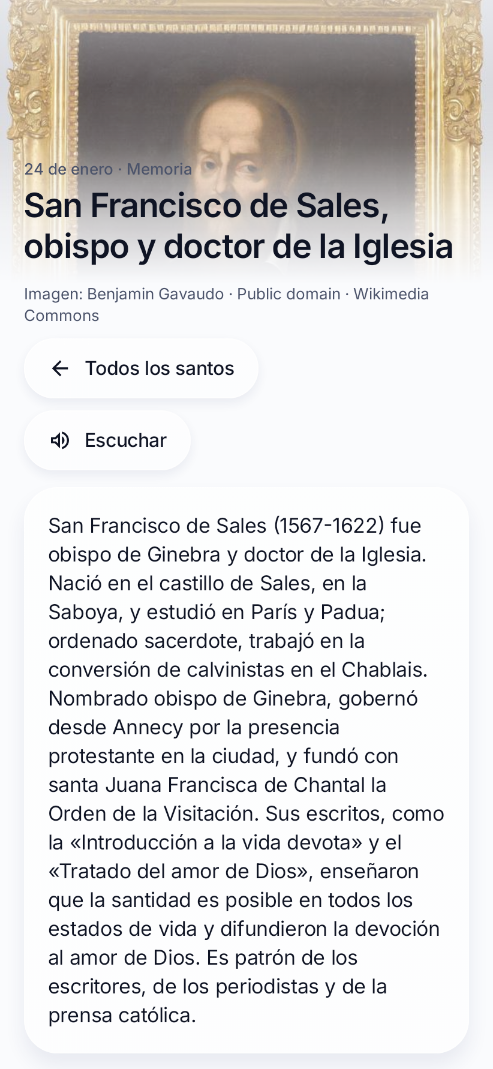 24 de enero · Memoria
San Francisco de Sales,
obispo y doctor de la Iglesia
Imagen: Benjamin Gavaudo · Public domain · Wikimedia
Commons
Todos los santos
Escuchar
San Francisco de Sales (1567-1622) fue
obispo de Ginebra y doctor de la Iglesia.
Nació en el castillo de Sales, en la
Saboya, y estudió en París y Padua;
ordenado sacerdote, trabajó en la
conversión de calvinistas en el Chablais.
Nombrado obispo de Ginebra, gobernó
desde Annecy por la presencia
protestante en la ciudad, y fundó con
santa Juana Francisca de Chantal la
Orden de la Visitación. Sus escritos, como
la «Introducción a la vida devota» y el
«Tratado del amor de Dios», enseñaron
que la santidad es posible en todos los
estados de vida y difundieron la devoción
al amor de Dios. Es patrón de los
escritores, de los periodistas y de la
prensa católica.